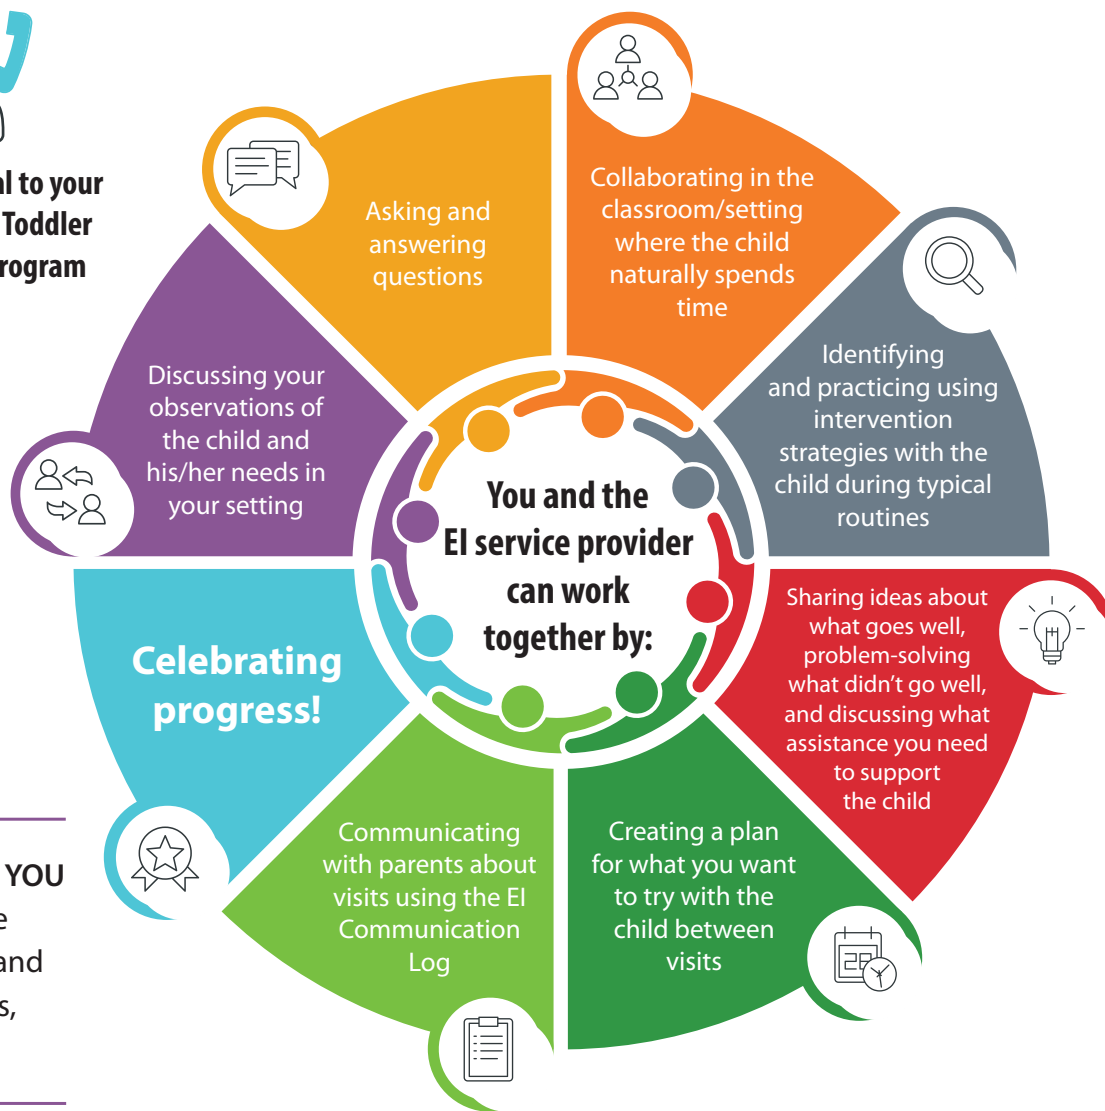 al to your
Toddler
rogram
Asking and
answering
questions
Collaborating in the
classroom/setting
where the child
naturally spends
time
Identifying
and practicing using
intervention
strategies with the
child during typical
routines
Sharing ideas about
what goes well,
problem-solving
what didn’t go well,
and discussing what
assistance you need
to support
the child
Creating a plan
for what you want
to try with the
child between
visits
28
Communicating
with parents about
visits using the EI
Communication
Log
Celebrating
progress!
Discussing your
observations of
the child and
his/her needs in
your setting
You and the
EI service provider
can work
together by:
YOU
e
and
s,